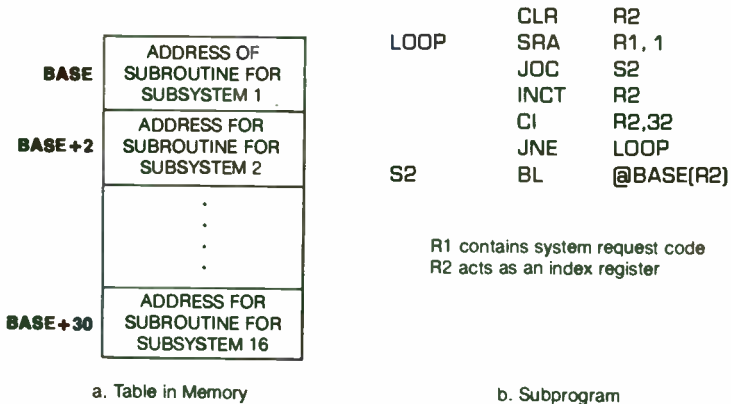 BASE
ADDRESS OF
SUBROUTINE FOR
SUBSYSTEM 1
BASE+2
ADDRESS FOR
SUBROUTINE FOR
SUBSYSTEM 2
.
.
.
BASE+30
ADDRESS FOR
SUBROUTINE FOR
SUBSYSTEM 16
a. Table in Memory
CLR R2
LOOP SRA R1, 1
JOC S2
INCT R2
CI R2,32
JNE LOOP
S2 BL @BASE(R2)
R1 contains system request code
R2 acts as an index register
b. Subprogram